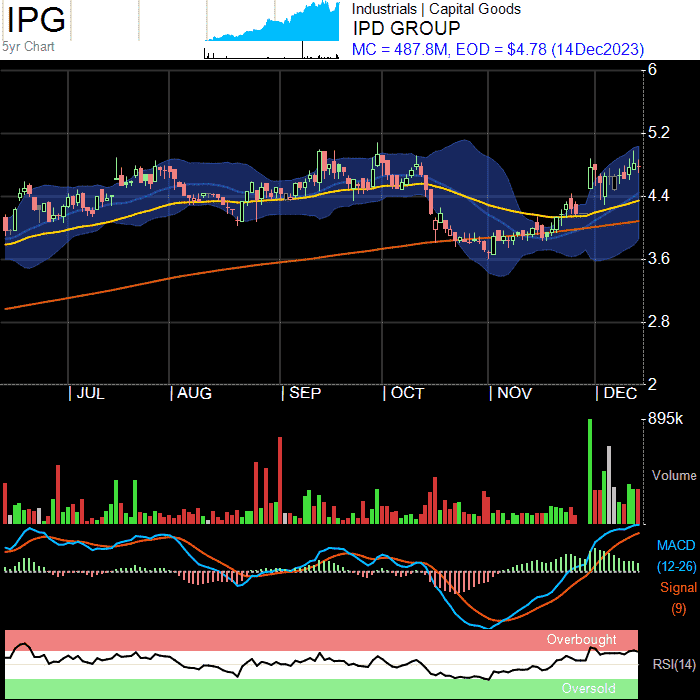 IPG
5yr Chart
Industrials | Capital Goods
IPD GROUP
MC = 487.8M, EOD = $4.78 (14Dec2023)
6
5.2
4.4
3.6
2.8
2
JUL AUG SEP OCT NOV DEC
895k
Volume
MACD
(12-26)
Signal
(9)
Overbought
RSI(14)
Oversold